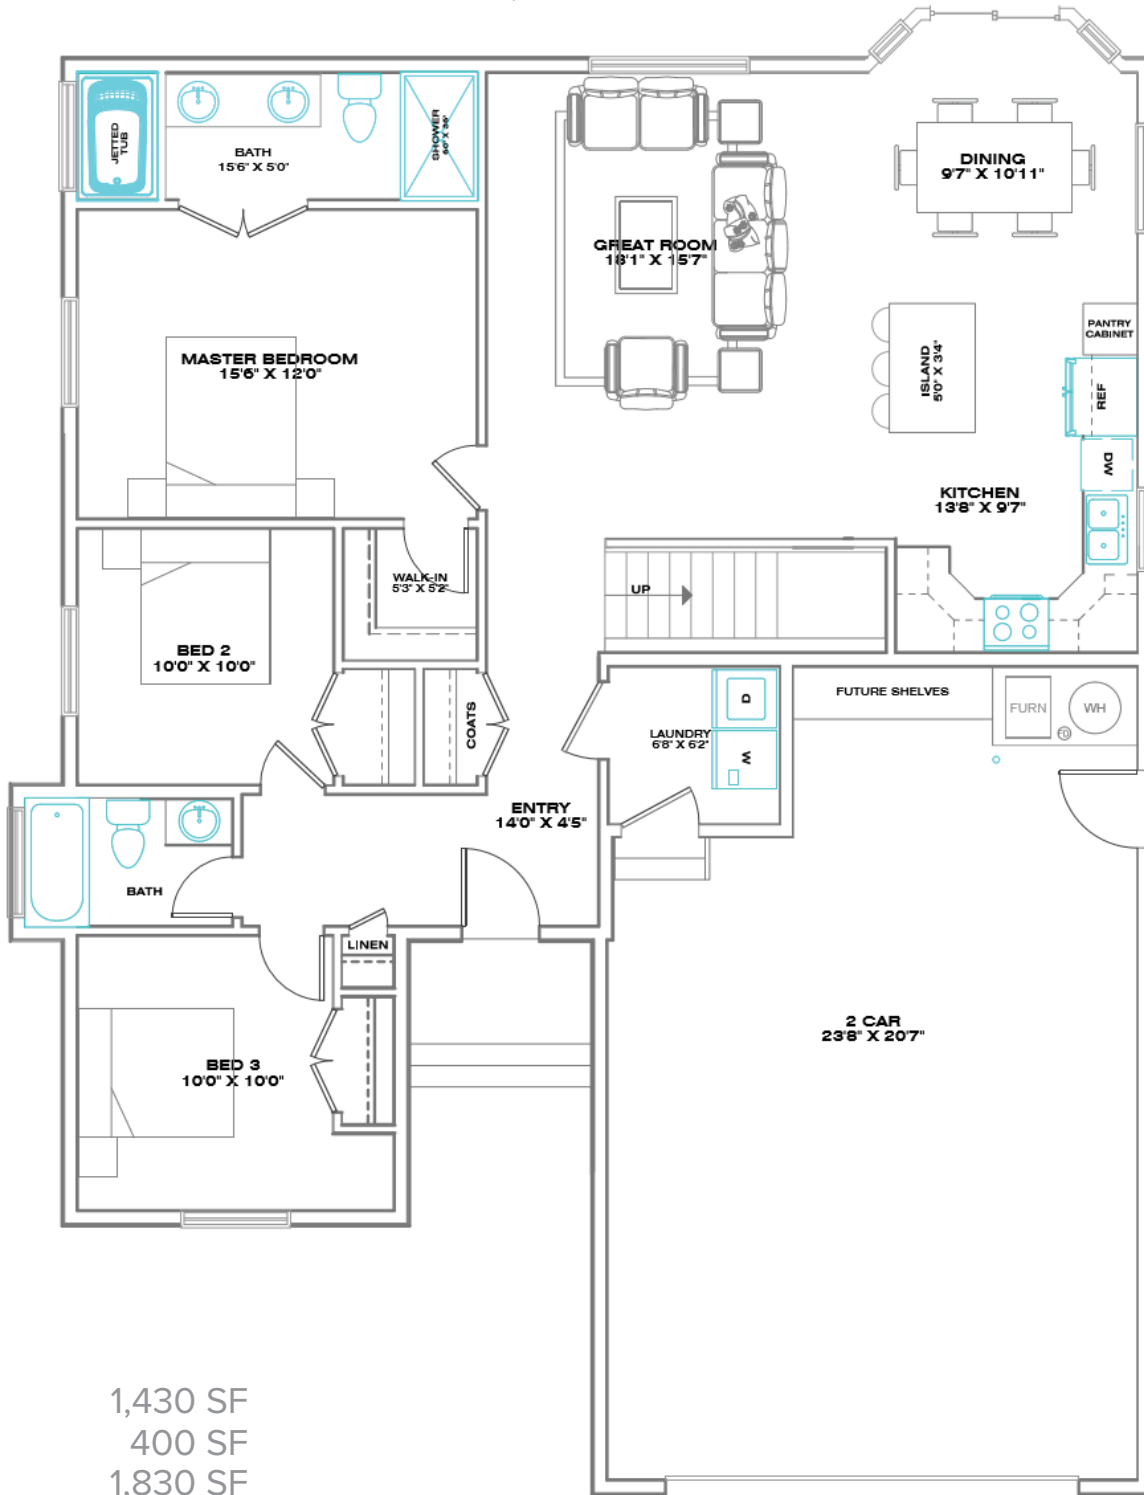 JETTED
TUB
BATH
15'6" X 5'0"
SHOWER
60" X 36"
DINING
9'7" X 10'11"
GREAT ROOM
18'1" X 15'7"
PANTRY
CABINET
MASTER BEDROOM
15'6" X 12'0"
ISLAND
5'0" X 3'4"
REF
DW
KITCHEN
13'8" X 9'7"
WALK-IN
5'3" X 5'2"
UP
BED 2
10'0" X 10'0"
COATS
D
W
LAUNDRY
6'8" X 6'2"
FUTURE SHELVES
FURN
WH
FD
ENTRY
14'0" X 4'5"
BATH
LINEN
2 CAR
23'8" X 20'7"
BED 3
10'0" X 10'0"
1,430 SF
400 SF
1,830 SF